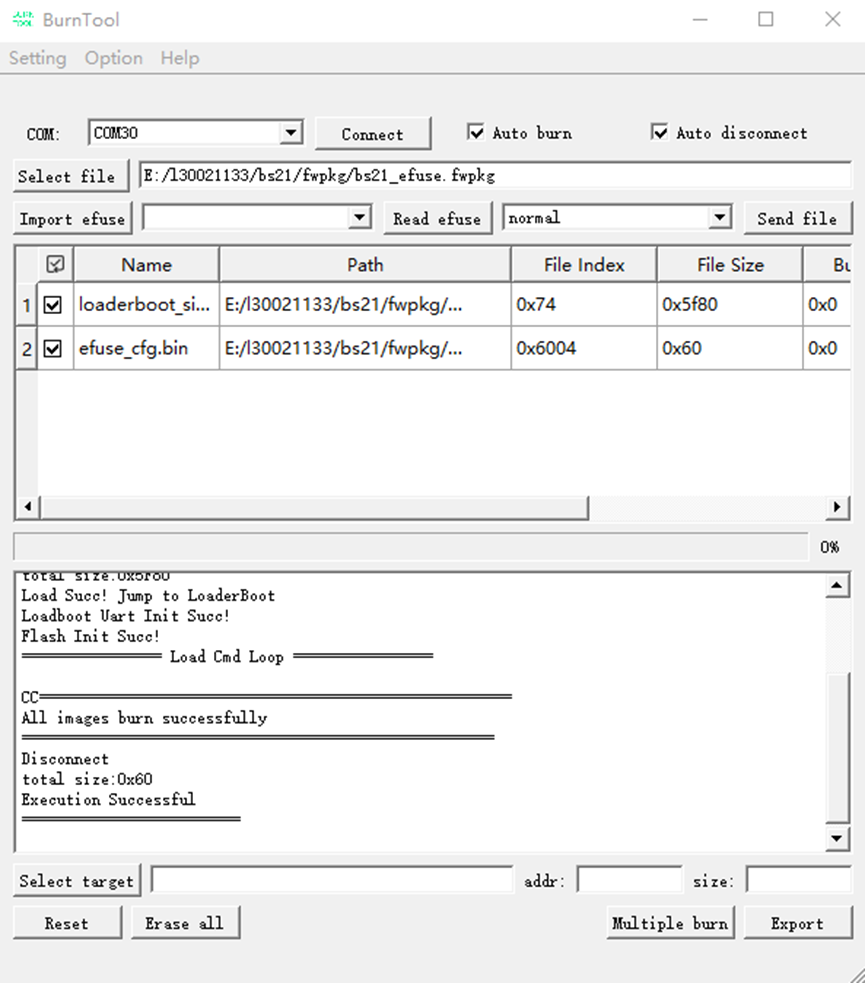 BurnTool
Setting Option Help
COM: COM30 Connect Auto burn Auto disconnect
Select file E:/l30021133/bs21/fwpkg/bs21_efuse.fwpkg
Import efuse Read efuse normal Send file
Name Path File Index File Size Bu
1 loaderboot_si... E:/l30021133/bs21/fwpkg/... 0x74 0x5f80 0x0
2 efuse_cfg.bin E:/l30021133/bs21/fwpkg/... 0x6004 0x60 0x0
0%
total size:0x5f80
Load Succ! Jump to LoaderBoot
Loadboot Uart Init Succ!
Flash Init Succ!
================ Load Cmd Loop ================
CC======================================================
All images burn successfully
======================================================
Disconnect
total size:0x60
Execution Successful
=========================
Select target addr: size:
Reset Erase all Multiple burn Export